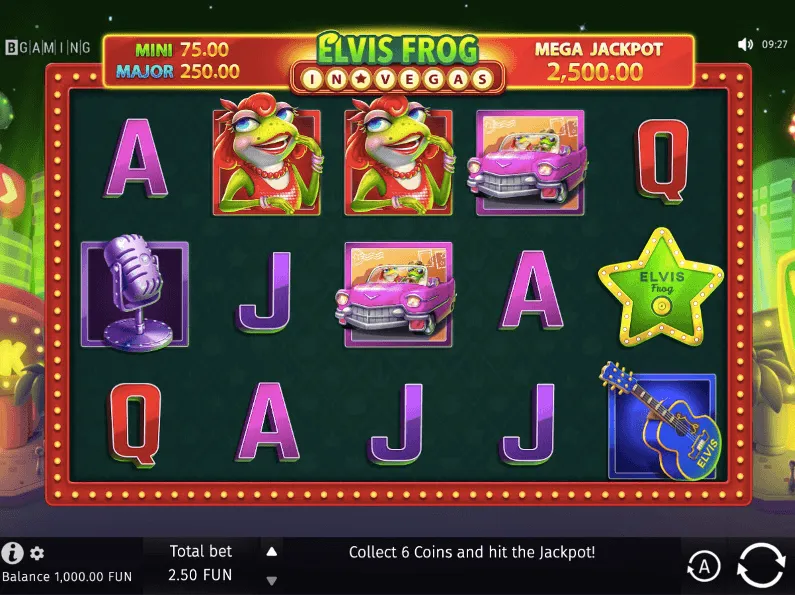 BGAMING
MINI 75.00
MAJOR 250.00
ELVIS FROG
IN VEGAS
MEGA JACKPOT
2,500.00
09:27
A
Q
J
A
ELVIS
Frog
Q
A
J
J
ELVIS
Total bet
2.50 FUN
Collect 6 Coins and hit the Jackpot!
Balance 1,000.00 FUN
A